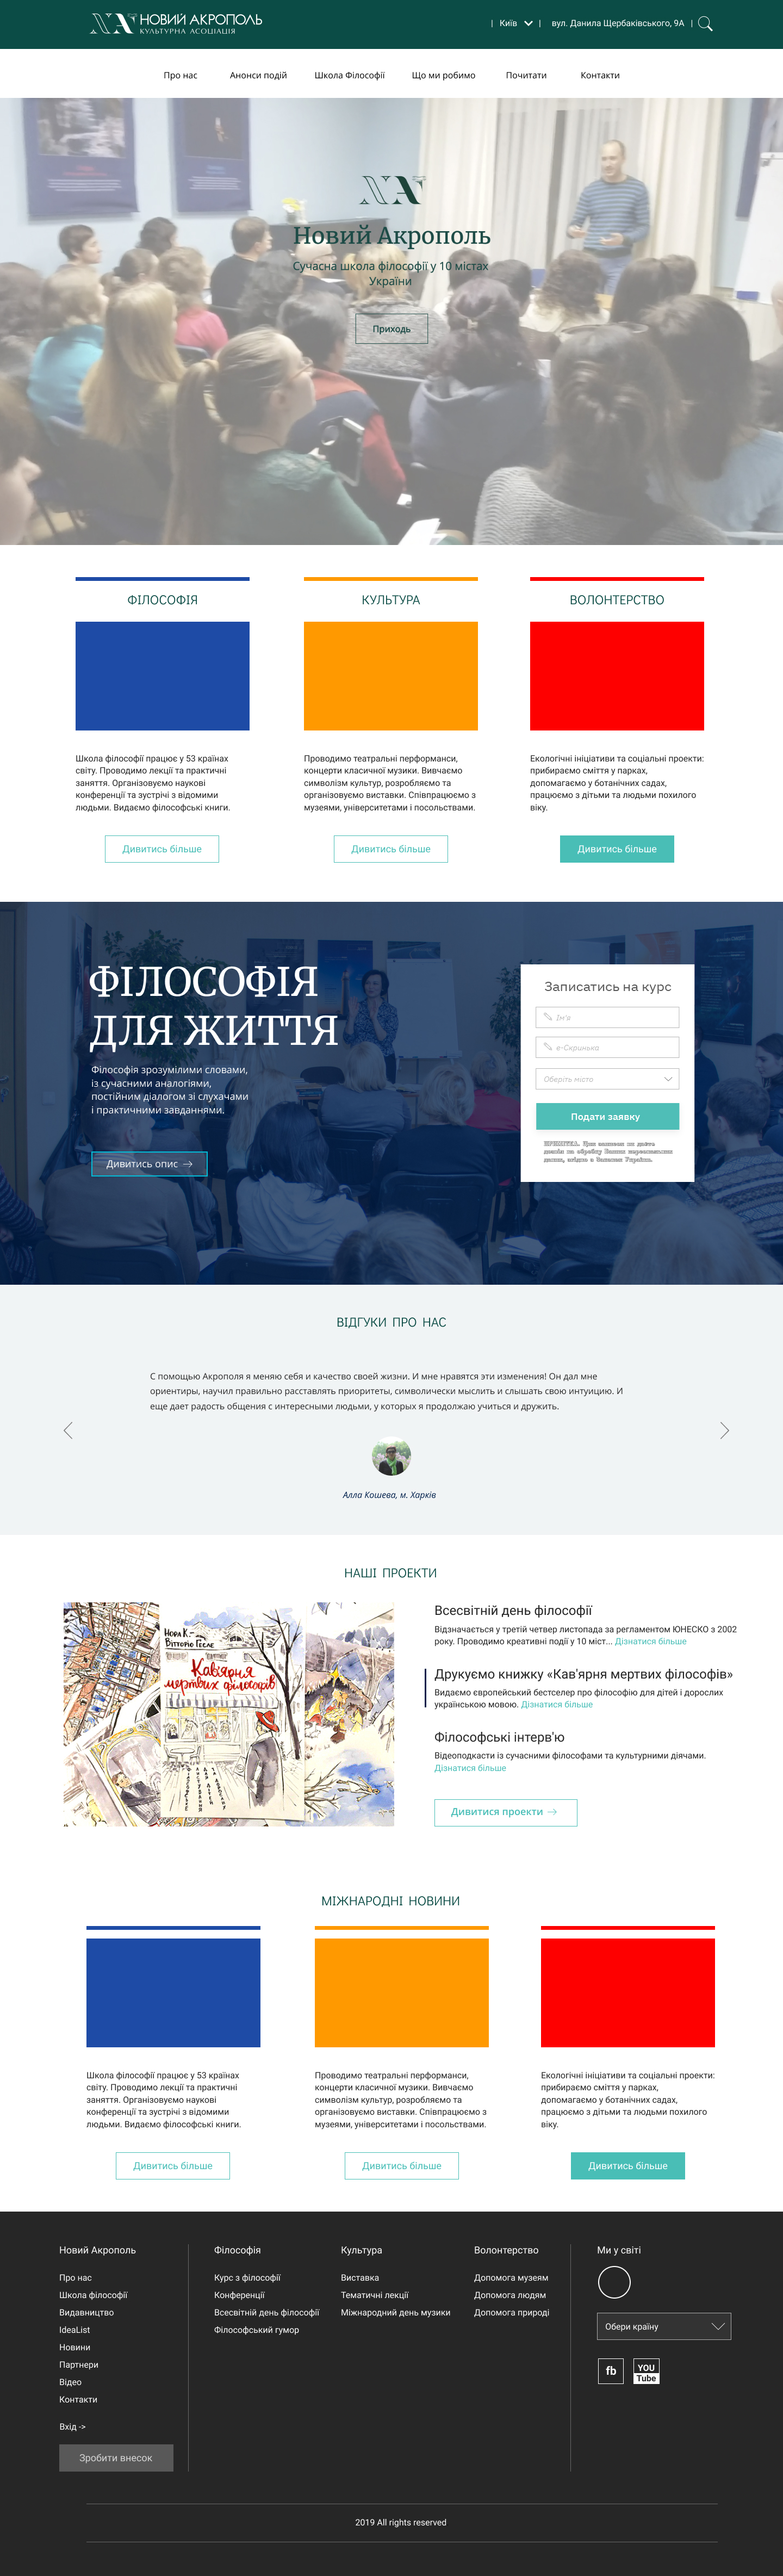 НОВИЙ АКРОПОЛЬ
КУЛЬТУРНА АСОЦІАЦІЯ
| Київ | вул. Данила Щербаківського, 9А |
Про нас Анонси подій Школа Філософії Що ми робимо Почитати Контакти
Новий Акрополь
Сучасна школа філософії у 10 містах
України
Приходь
ФІЛОСОФІЯ
Школа філософії працює у 53 країнах
світу. Проводимо лекції та практичні
заняття. Організовуємо наукові
конференції та зустрічі з відомими
людьми. Видаємо філософські книги.
Дивитись більше
КУЛЬТУРА
Проводимо театральні перформанси,
концерти класичної музики. Вивчаємо
символізм культур, розробляємо та
організовуємо виставки. Співпрацюємо з
музеями, університетами і посольствами.
Дивитись більше
ВОЛОНТЕРСТВО
Екологічні ініціативи та соціальні проекти:
прибираємо сміття у парках,
допомагаємо у ботанічних садах,
працюємо з дітьми та людьми похилого
віку.
Дивитись більше
ФІЛОСОФІЯ
ДЛЯ ЖИТТЯ
Філософія зрозумілими словами,
із сучасними аналогіями,
постійним діалогом зі слухачами
і практичними завданнями.
Дивитись опис
Записатись на курс
Ім'я
е-Скринька
Оберіть місто
Подати заявку
ВІДГУКИ ПРО НАС
С помощью Акрополя я меняю себя и качество своей жизни. И мне нравятся эти изменения! Он дал мне
ориентиры, научил правильно расставлять приоритеты, символически мыслить и слышать свою интуицию. И
еще дает радость общения с интересными людьми, у которых я продолжаю учиться и дружить.
Алла Кошева, м. Харків
НАШІ ПРОЕКТИ
Нора К.-
Вітторіо Гесле
Кав'ярня
мертвих філософів
Всесвітній день філософії
Відзначається у третій четвер листопада за регламентом ЮНЕСКО з 2002
року. Проводимо креативні події у 10 міст... Дізнатися більше
Друкуємо книжку «Кав'ярня мертвих філософів»
Видаємо європейський бестселер про філософію для дітей і дорослих
українською мовою. Дізнатися більше
Філософські інтерв'ю
Відеоподкасти із сучасними філософами та культурними діячами.
Дізнатися більше
Дивитися проекти
МІЖНАРОДНІ НОВИНИ
Школа філософії працює у 53 країнах
світу. Проводимо лекції та практичні
заняття. Організовуємо наукові
конференції та зустрічі з відомими
людьми. Видаємо філософські книги.
Дивитись більше
Проводимо театральні перформанси,
концерти класичної музики. Вивчаємо
символізм культур, розробляємо та
організовуємо виставки. Співпрацюємо з
музеями, університетами і посольствами.
Дивитись більше
Екологічні ініціативи та соціальні проекти:
прибираємо сміття у парках,
допомагаємо у ботанічних садах,
працюємо з дітьми та людьми похилого
віку.
Дивитись більше
Новий Акрополь
Про нас
Школа філософії
Видавництво
IdeaList
Новини
Партнери
Відео
Контакти
Вхід ->
Зробити внесок
Філософія
Курс з філософії
Конференції
Всесвітній день філософії
Філософський гумор
Культура
Виставка
Тематичні лекції
Міжнародний день музики
Волонтерство
Допомога музеям
Допомога людям
Допомога природі
Ми у світі
Обери країну
fb
YOU
Tube
2019 All rights reserved